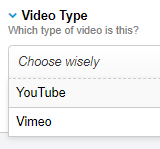 Video Type
Which type of video is this?
Choose wisely
YouTube
Vimeo